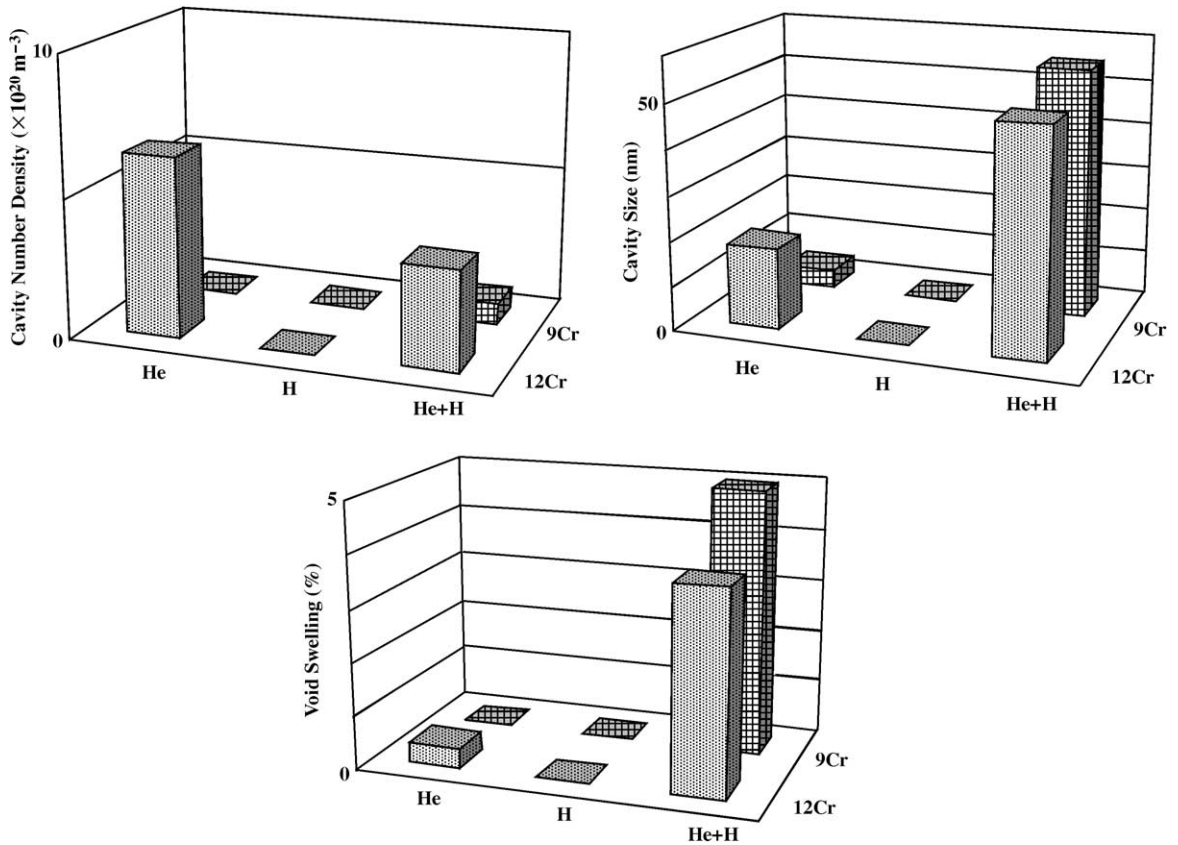 Cavity Number Density (×10²⁰ m⁻³)
10
0
He
H
He+H
12Cr
9Cr
Cavity Size (nm)
50
0
He
H
He+H
12Cr
9Cr
Void Swelling (%)
5
0
He
H
He+H
12Cr
9Cr